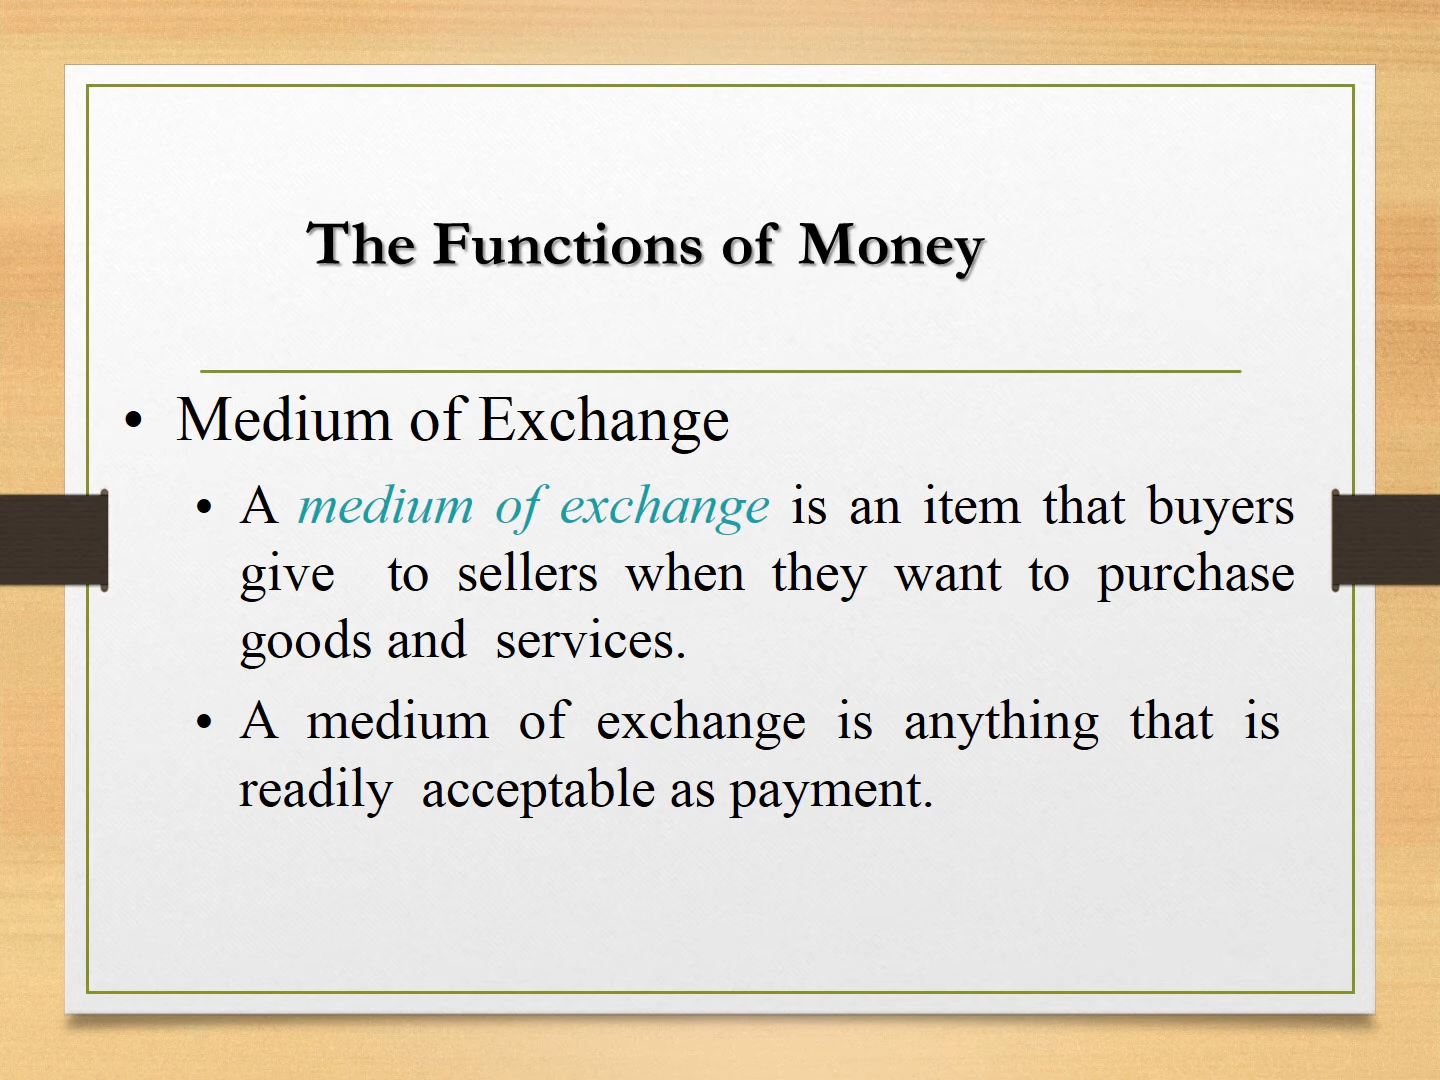 The Functions of Money
• Medium of Exchange
• A medium of exchange is an item that buyers
give to sellers when they want to purchase
goods and services.
• A medium of exchange is anything that is
readily acceptable as payment.